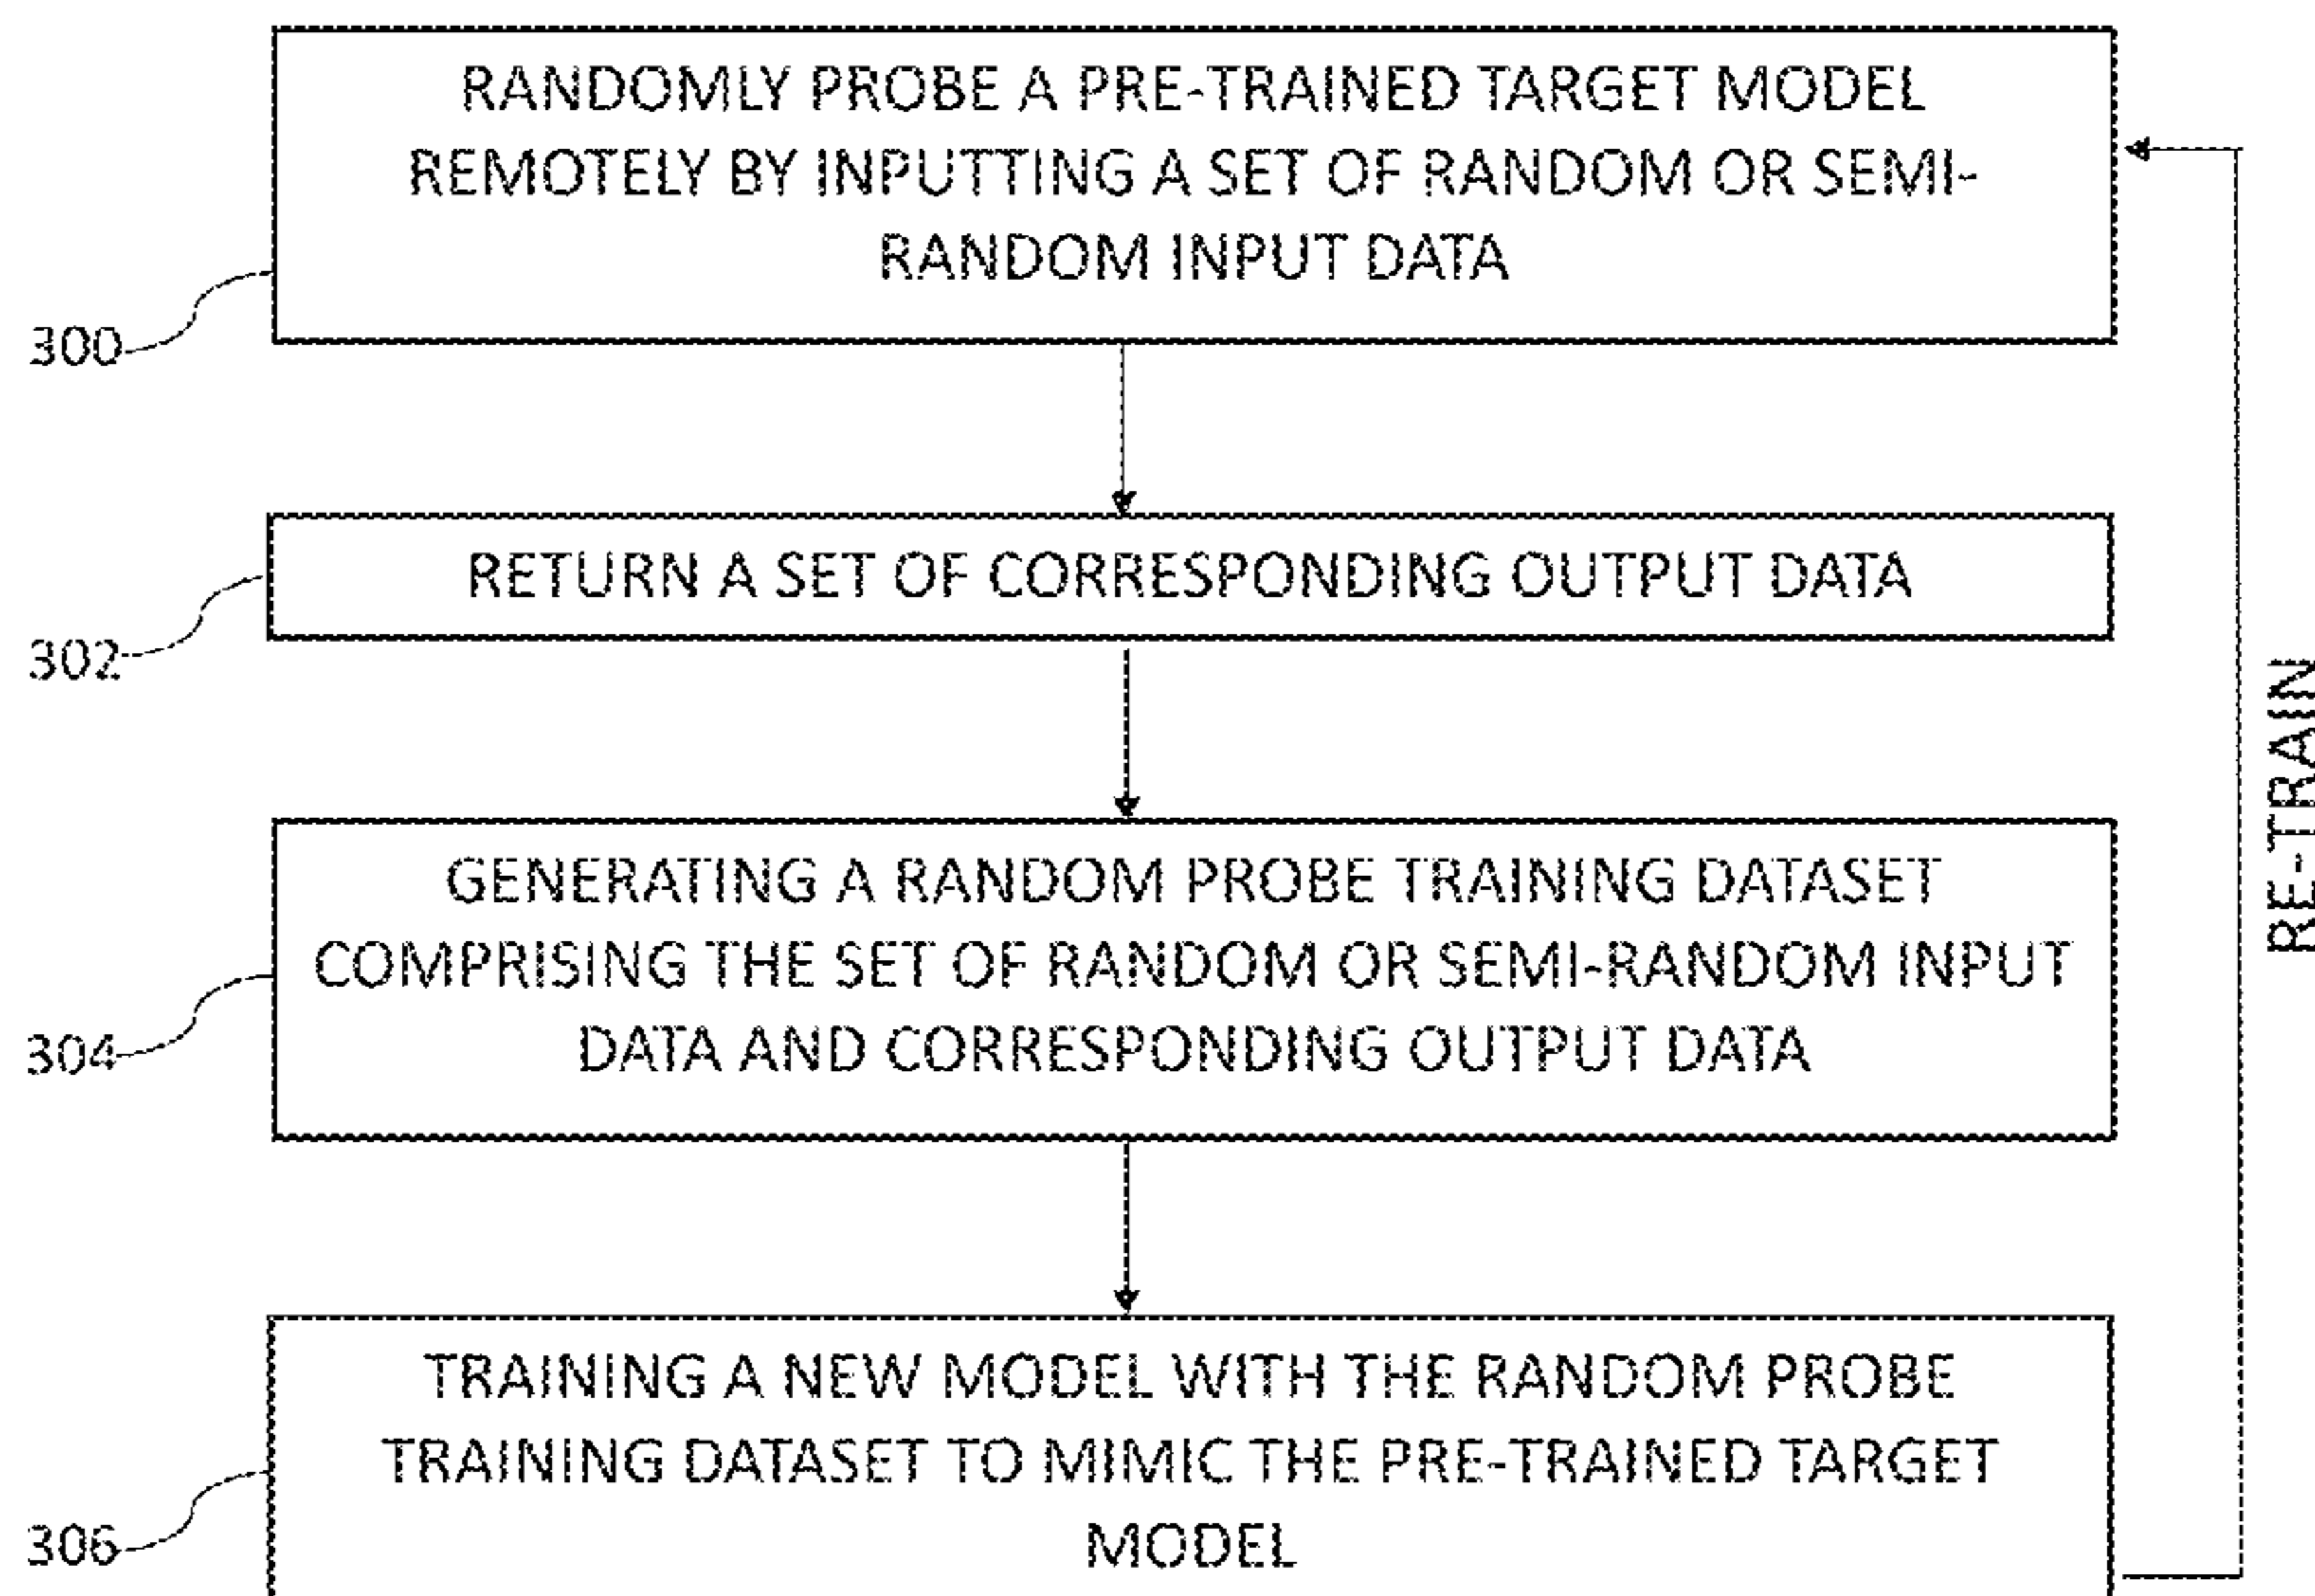 RANDOMLY PROBE A PRE-TRAINED TARGET MODEL
REMOTELY BY INPUTTING A SET OF RANDOM OR SEMI-
RANDOM INPUT DATA
300
RETURN A SET OF CORRESPONDING OUTPUT DATA
302
RE-TRAIN
GENERATING A RANDOM PROBE TRAINING DATASET
COMPRISING THE SET OF RANDOM OR SEMI-RANDOM INPUT
DATA AND CORRESPONDING OUTPUT DATA
304
TRAINING A NEW MODEL WITH THE RANDOM PROBE
TRAINING DATASET TO MIMIC THE PRE-TRAINED TARGET
MODEL
306